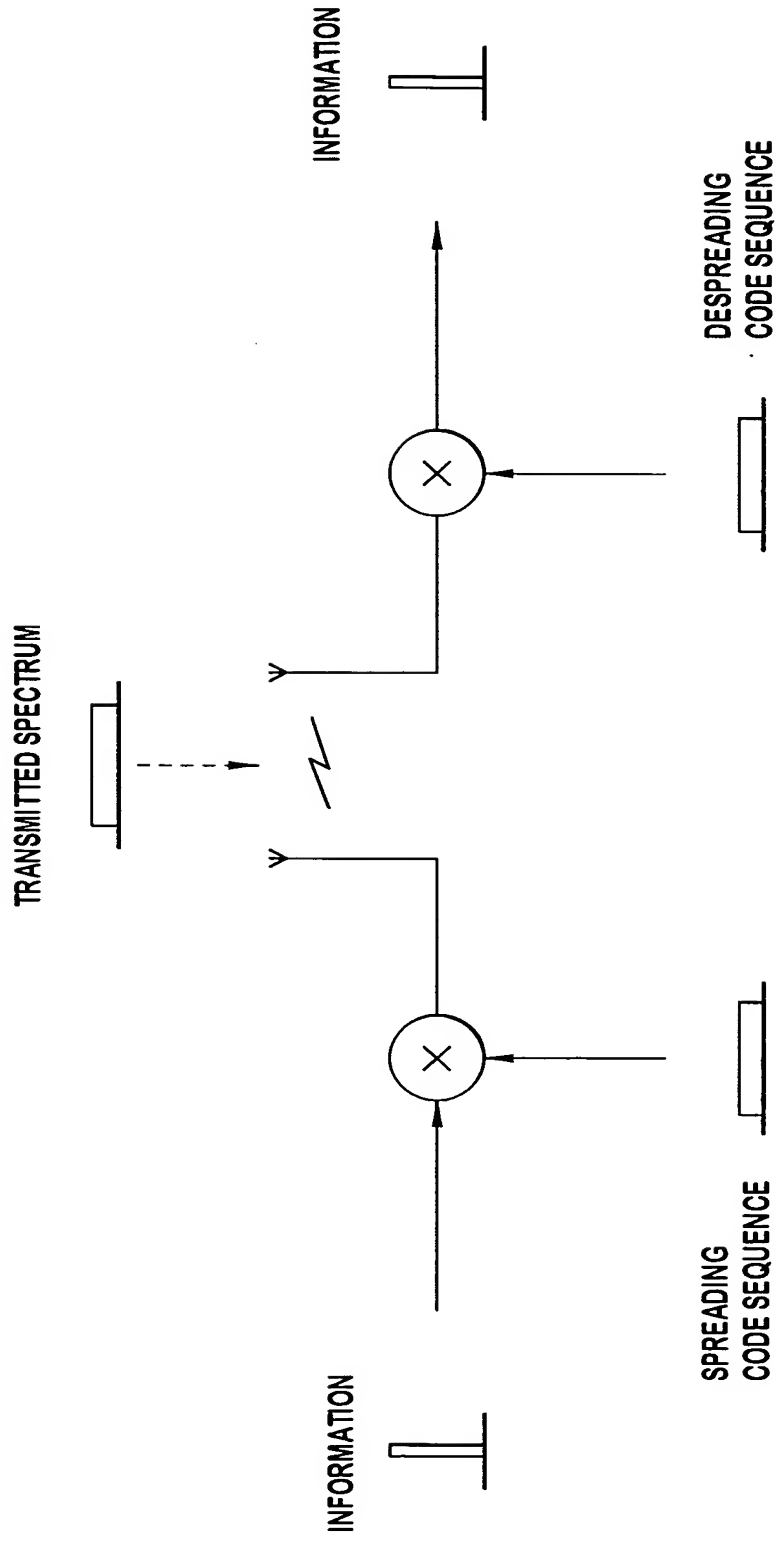 TRANSMITTED SPECTRUM
INFORMATION
INFORMATION
SPREADING
CODE SEQUENCE
DESPREADING
CODE SEQUENCE